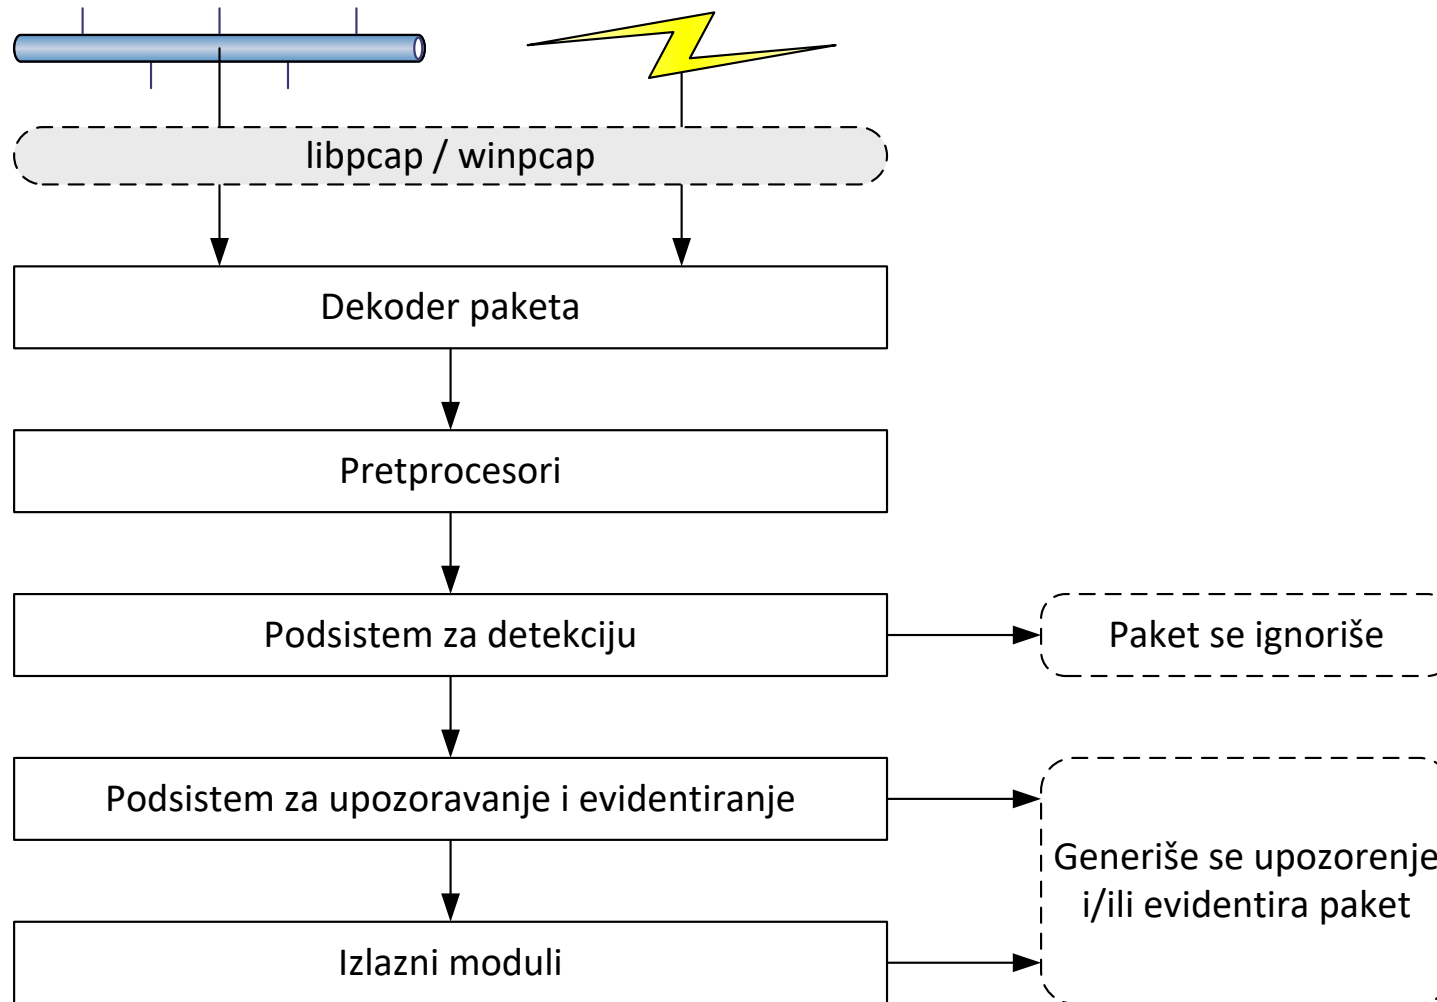 libpcap / winpcap
Dekoder paketa
Pretprocesori
Podsistem za detekciju
Paket se ignoriše
Podsistem za upozoravanje i evidentiranje
Generiše se upozorenje
i/ili evidentira paket
Izlazni moduli